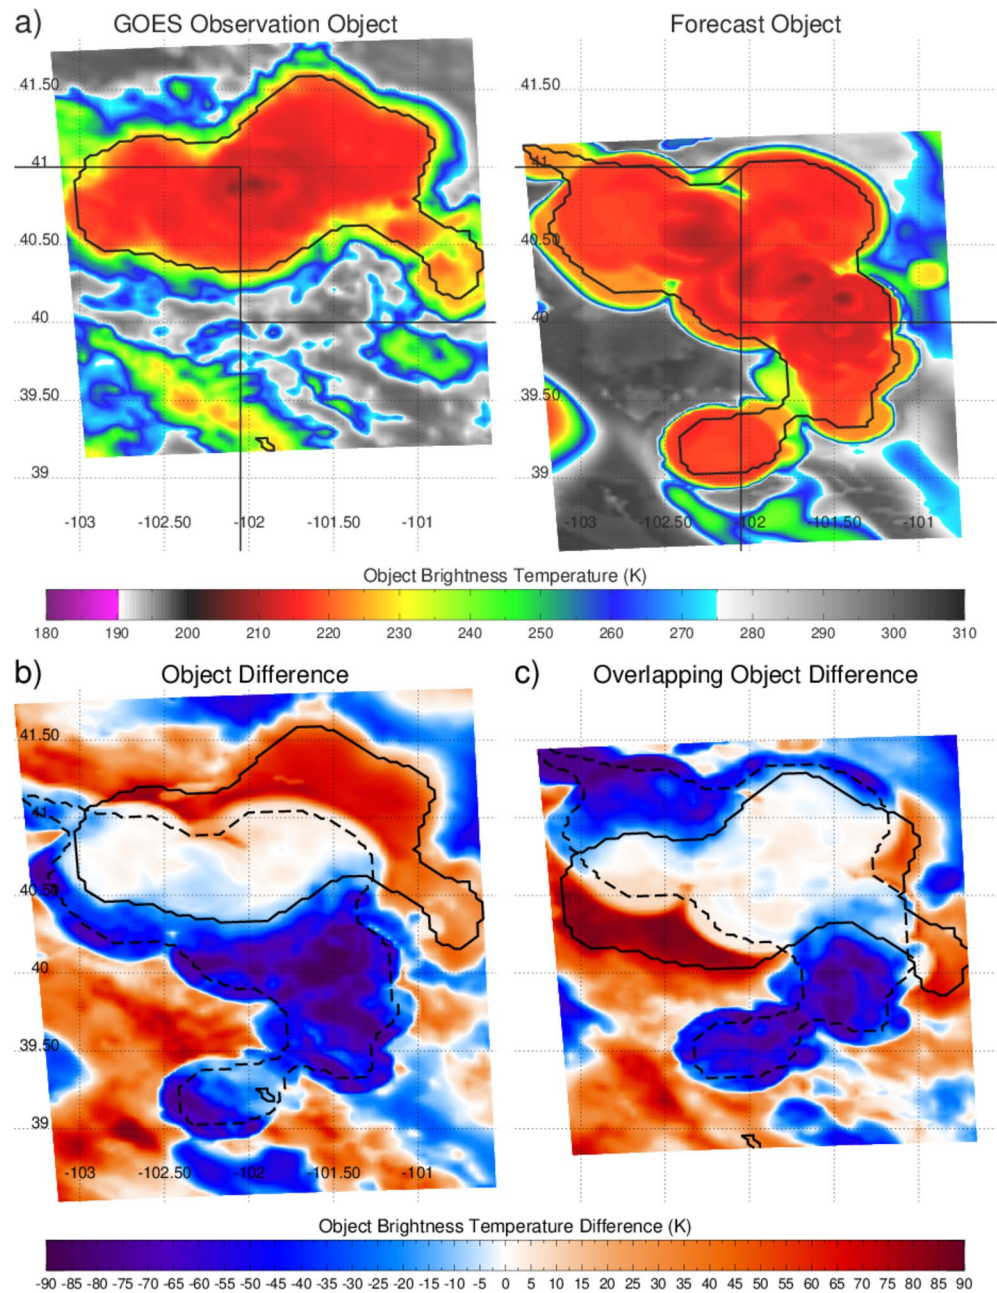 a) GOES Observation Object Forecast Object
41.50 41.50
41 41
40.50 40.50
40 40
39.50 39.50
39 39
-103 -102.50 -102 -101.50 -101 -103 -102.50 -102 -101.50 -101
Object Brightness Temperature (K)
180 190 200 210 220 230 240 250 260 270 280 290 300 310
b) Object Difference c) Overlapping Object Difference
41.50
41
40.50
40
39.50
39
-103 -102.50 -102 -101.50 -101
Object Brightness Temperature Difference (K)
-90 -85 -75 -65 -55 -50 -45 -40 -35 -30 -25 -20 -15 -10 -5 0 5 10 15 20 25 30 35 40 45 50 55 60 65 70 75 80 85 90